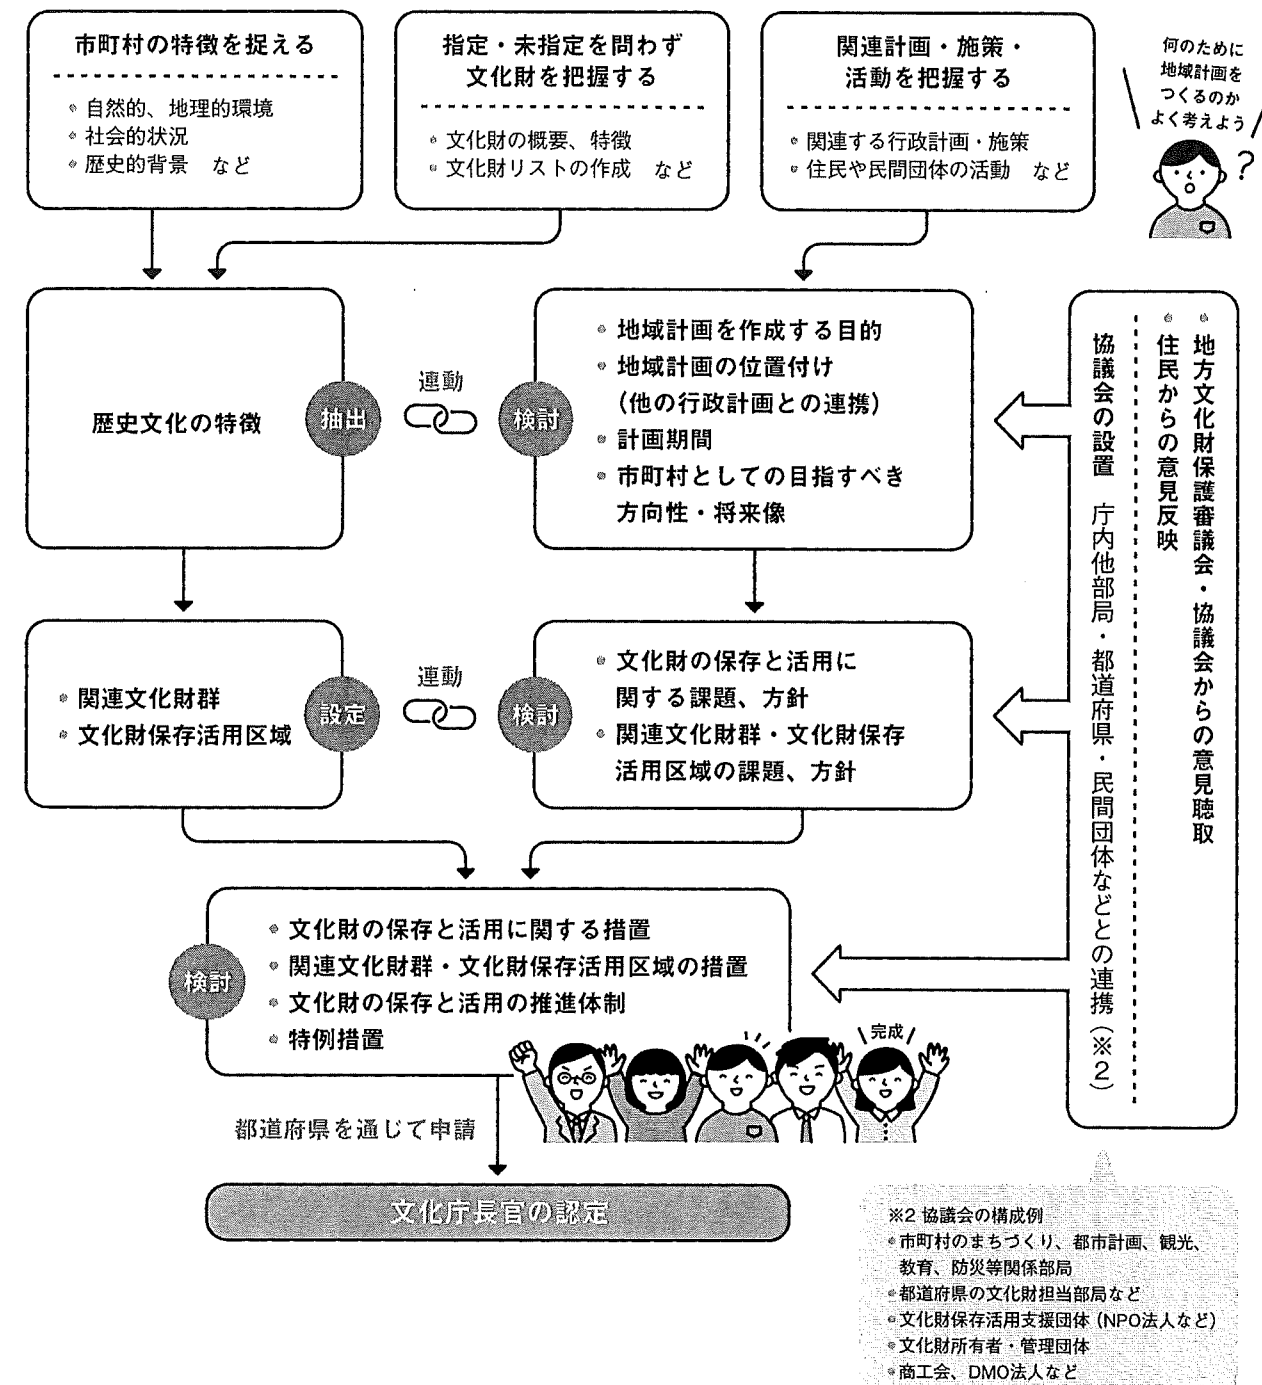 市町村の特徴を捉える
自然的、地理的環境
社会的状況
歴史的背景　など
指定・未指定を問わず
文化財を把握する
文化財の概要、特徴
文化財リストの作成　など
関連計画・施策・
活動を把握する
関連する行政計画・施策
住民や民間団体の活動　など
何のために
地域計画を
つくるのか
よく考えよう
?
歴史文化の特徴
抽出
連動
検討
地域計画を作成する目的
地域計画の位置付け
（他の行政計画との連携）
計画期間
市町村としての目指すべき
方向性・将来像
関連文化財群
文化財保存活用区域
設定
連動
検討
文化財の保存と活用に
関する課題、方針
関連文化財群・文化財保存
活用区域の課題、方針
地方文化財保護審議会・協議会からの意見聴取
住民からの意見反映
協議会の設置　庁内他部局・都道府県・民間団体などとの連携（※2）
検討
文化財の保存と活用に関する措置
関連文化財群・文化財保存活用区域の措置
文化財の保存と活用の推進体制
特例措置
完成
都道府県を通じて申請
文化庁長官の認定
※2 協議会の構成例
市町村のまちづくり、都市計画、観光、
教育、防災等関係部局
都道府県の文化財担当部局など
文化財保存活用支援団体（NPO法人など）
文化財所有者・管理団体
商工会、DMO法人など